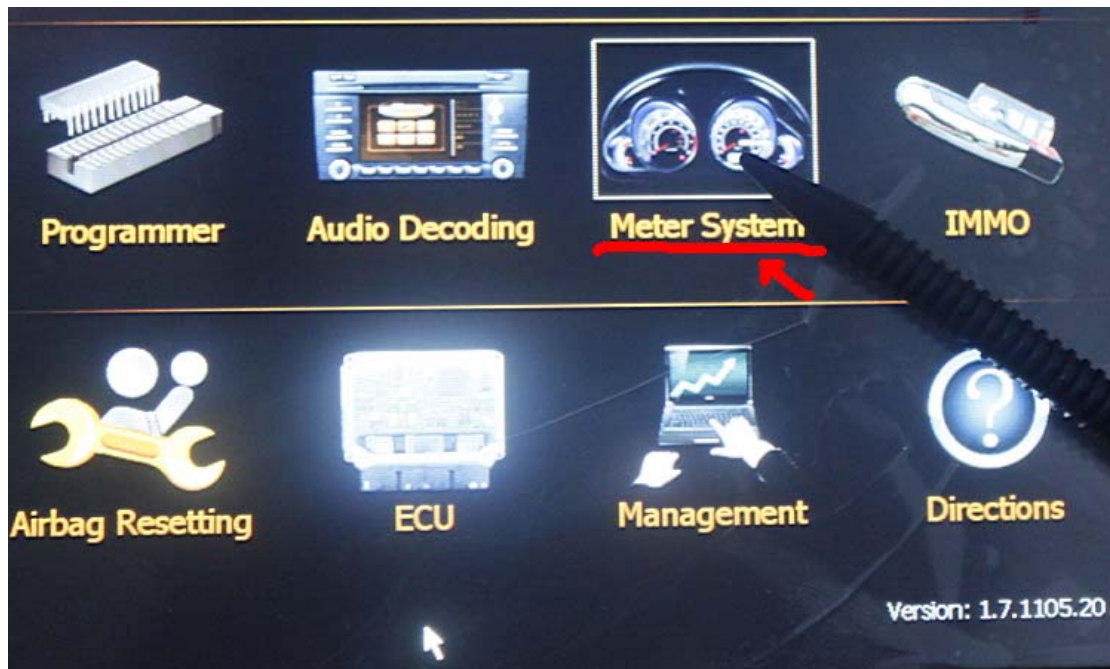 Programmer
Audio Decoding
Meter System
IMMO
Airbag Resetting
ECU
Management
Directions
Version: 1.7.1105.20